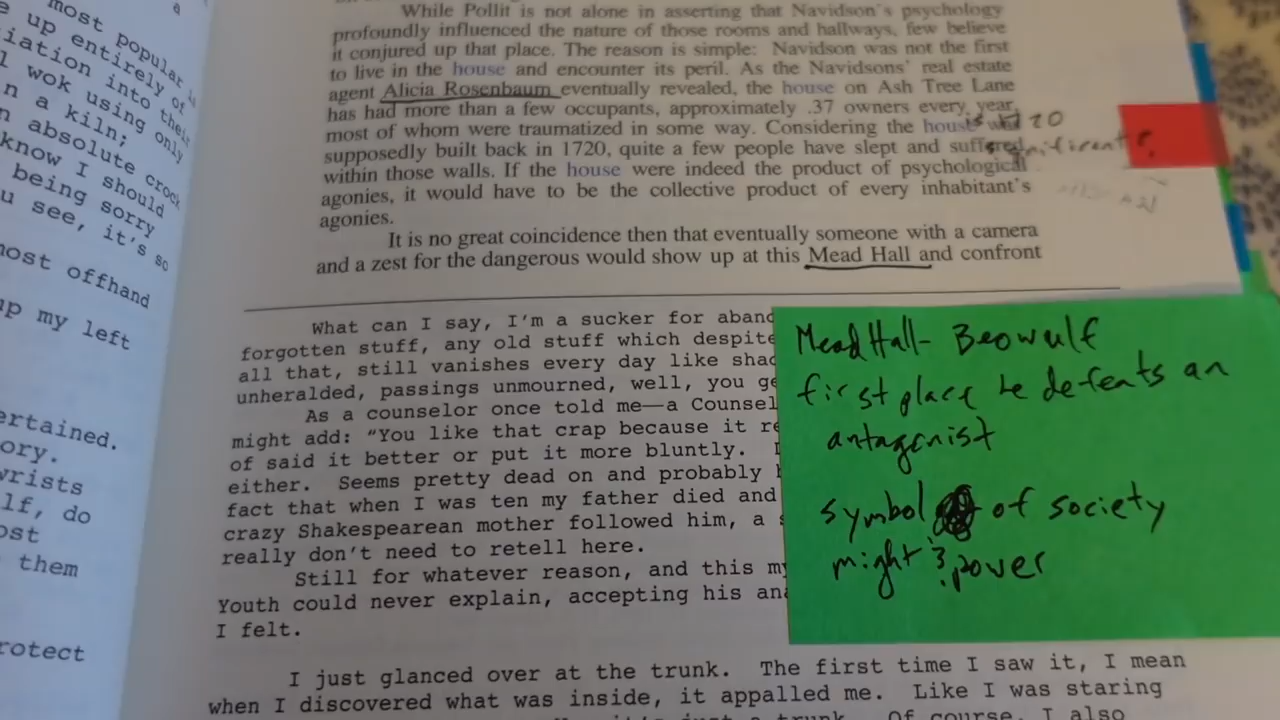 most popular
e up entirely of
iation into their
l wok using only
n a kiln;
n absolute crock
know I should
being sorry
u see, it's so
most offhand
up my left
ertained.
ory.
wrists
lf, do
ost
them
rotect
While Pollit is not alone in asserting that Navidson's psychology
profoundly influenced the nature of those rooms and hallways, few believe
it conjured up that place. The reason is simple: Navidson was not the first
to live in the house and encounter its peril. As the Navidsons' real estate
agent Alicia Rosenbaum eventually revealed, the house on Ash Tree Lane
has had more than a few occupants, approximately .37 owners every year,
most of whom were traumatized in some way. Considering the house was
supposedly built back in 1720, quite a few people have slept and suffered
within those walls. If the house were indeed the product of psychological
agonies, it would have to be the collective product of every inhabitant's
agonies.
It is no great coincidence then that eventually someone with a camera
and a zest for the dangerous would show up at this Mead Hall and confront
is 1720
significant?
What can I say, I'm a sucker for aband
forgotten stuff, any old stuff which despite
all that, still vanishes every day like shad
unheralded, passings unmourned, well, you ge
As a counselor once told me—a Counsel
might add: "You like that crap because it re
of said it better or put it more bluntly.
either. Seems pretty dead on and probably h
fact that when I was ten my father died and
crazy Shakespearean mother followed him, a s
really don't need to retell here.
Still for whatever reason, and this my
Youth could never explain, accepting his ana
I felt.
I just glanced over at the trunk. The first time I saw it, I mean
when I discovered what was inside, it appalled me. Like I was staring
trunk. Of course, I also
Mead Hall - Beowulf
first place he defeats an
antagonist
symbol of society
might & power